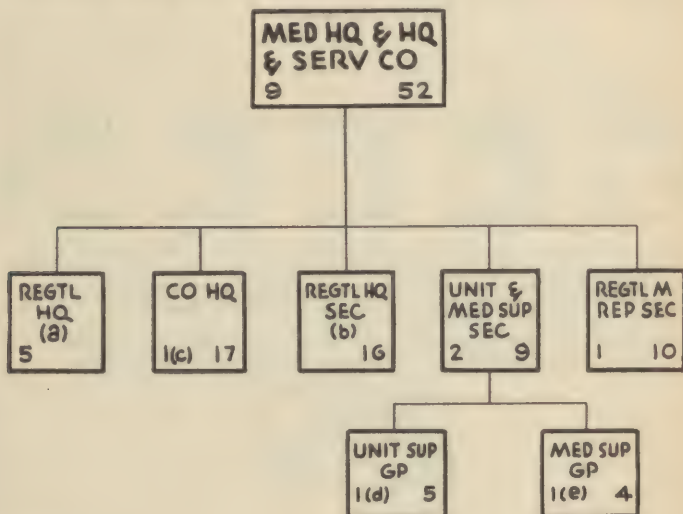 MED HQ & HQ
& SERV CO
9 52
REGTL
HQ
(a)
5
CO HQ
1(c) 17
REGTL HQ
SEC
(b)
16
UNIT &
MED SUP
SEC
2 9
REGTL M
REP SEC
1 10
UNIT SUP
GP
1(d) 5
MED SUP
GP
1(e) 4